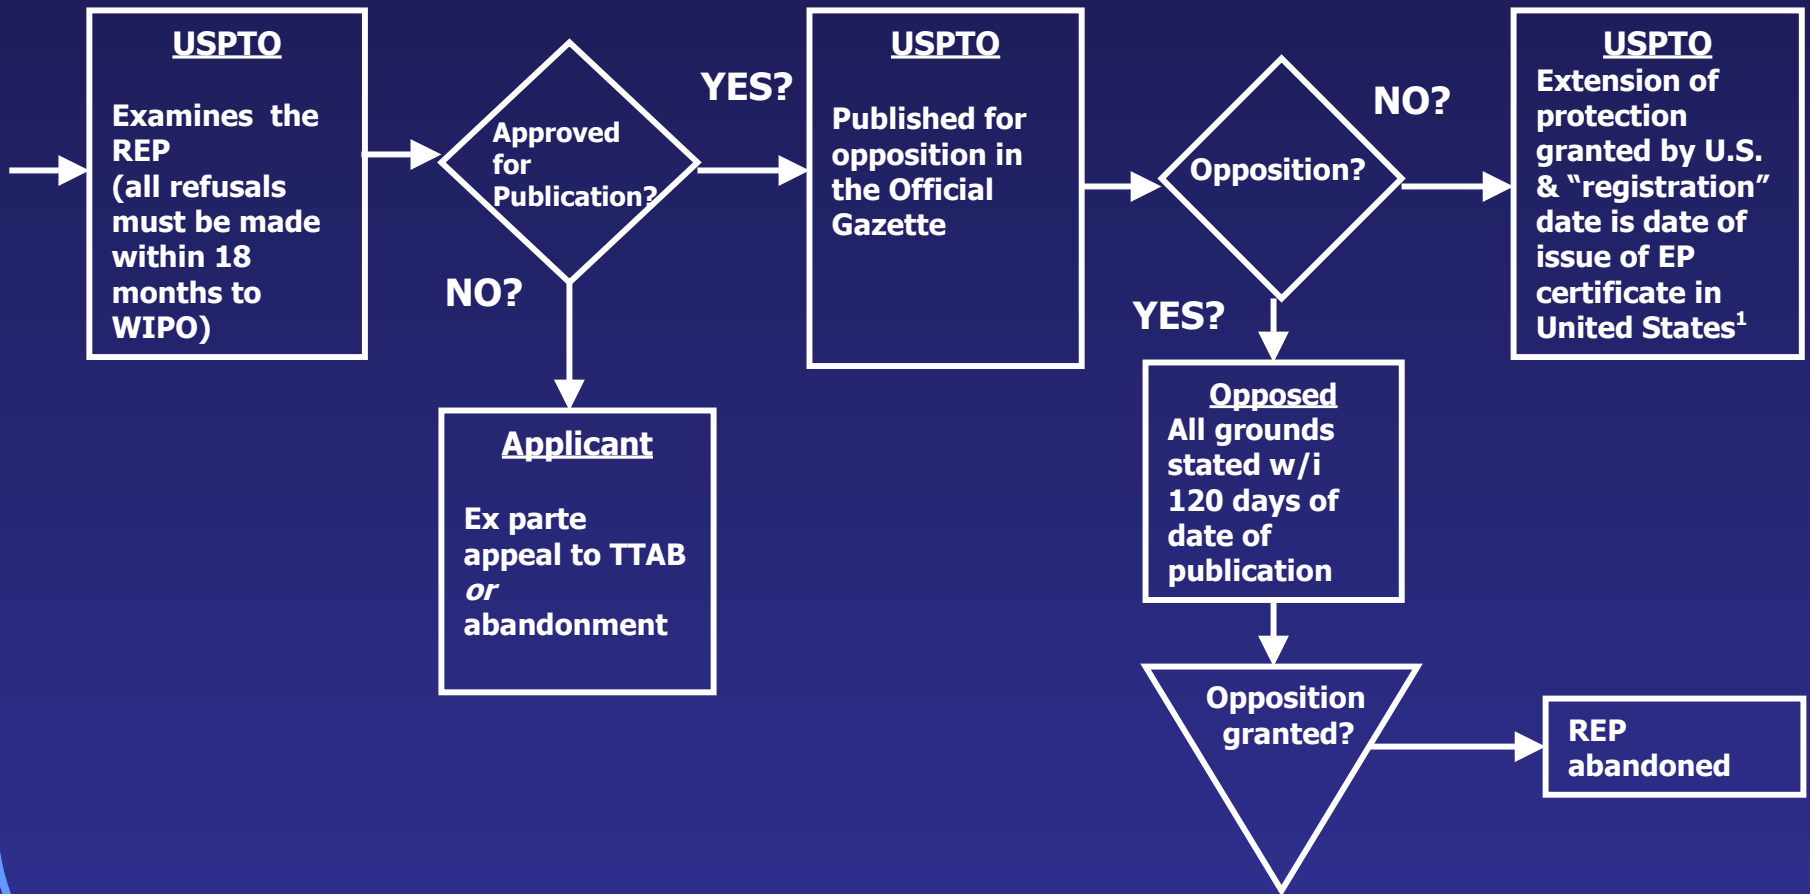 USPTO
Examines  the
REP
(all refusals
must be made
within 18
months to
WIPO)
Approved
for
Publication?
YES?
NO?
Applicant
Ex parte
appeal to TTAB
or
abandonment
USPTO
Published for
opposition in
the Official
Gazette
Opposition?
NO?
YES?
USPTO
Extension of
protection
granted by U.S.
& “registration”
date is date of
issue of EP
certificate in
United States¹
Opposed
All grounds
stated w/i
120 days of
date of
publication
Opposition
granted?
REP
abandoned